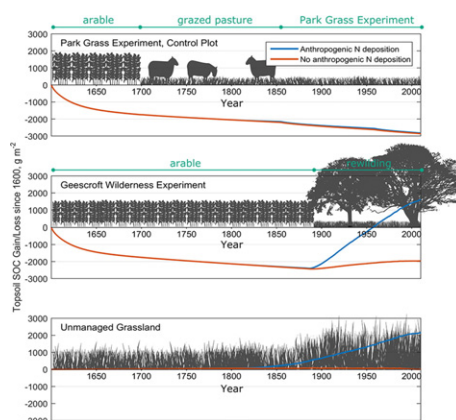 arable grazed pasture Park Grass Experiment
3000
Park Grass Experiment, Control Plot
Anthropogenic N deposition
No anthropogenic N deposition
2000
1000
0
1650 1700 1750 1800 1850 1900 1950 2000
Year
-1000
-2000
-3000
arable rewilding
3000
Geescroft Wilderness Experiment
2000
1000
0
1650 1700 1750 1800 1850 1900 1950 2000
Year
-1000
-2000
-3000
Topsoil SOC Gain/Loss since 1600, g m-2
3000
Unmanaged Grassland
2000
1000
0
1650 1700 1750 1800 1850 1900 1950 2000
Year
-1000
-2000
-3000